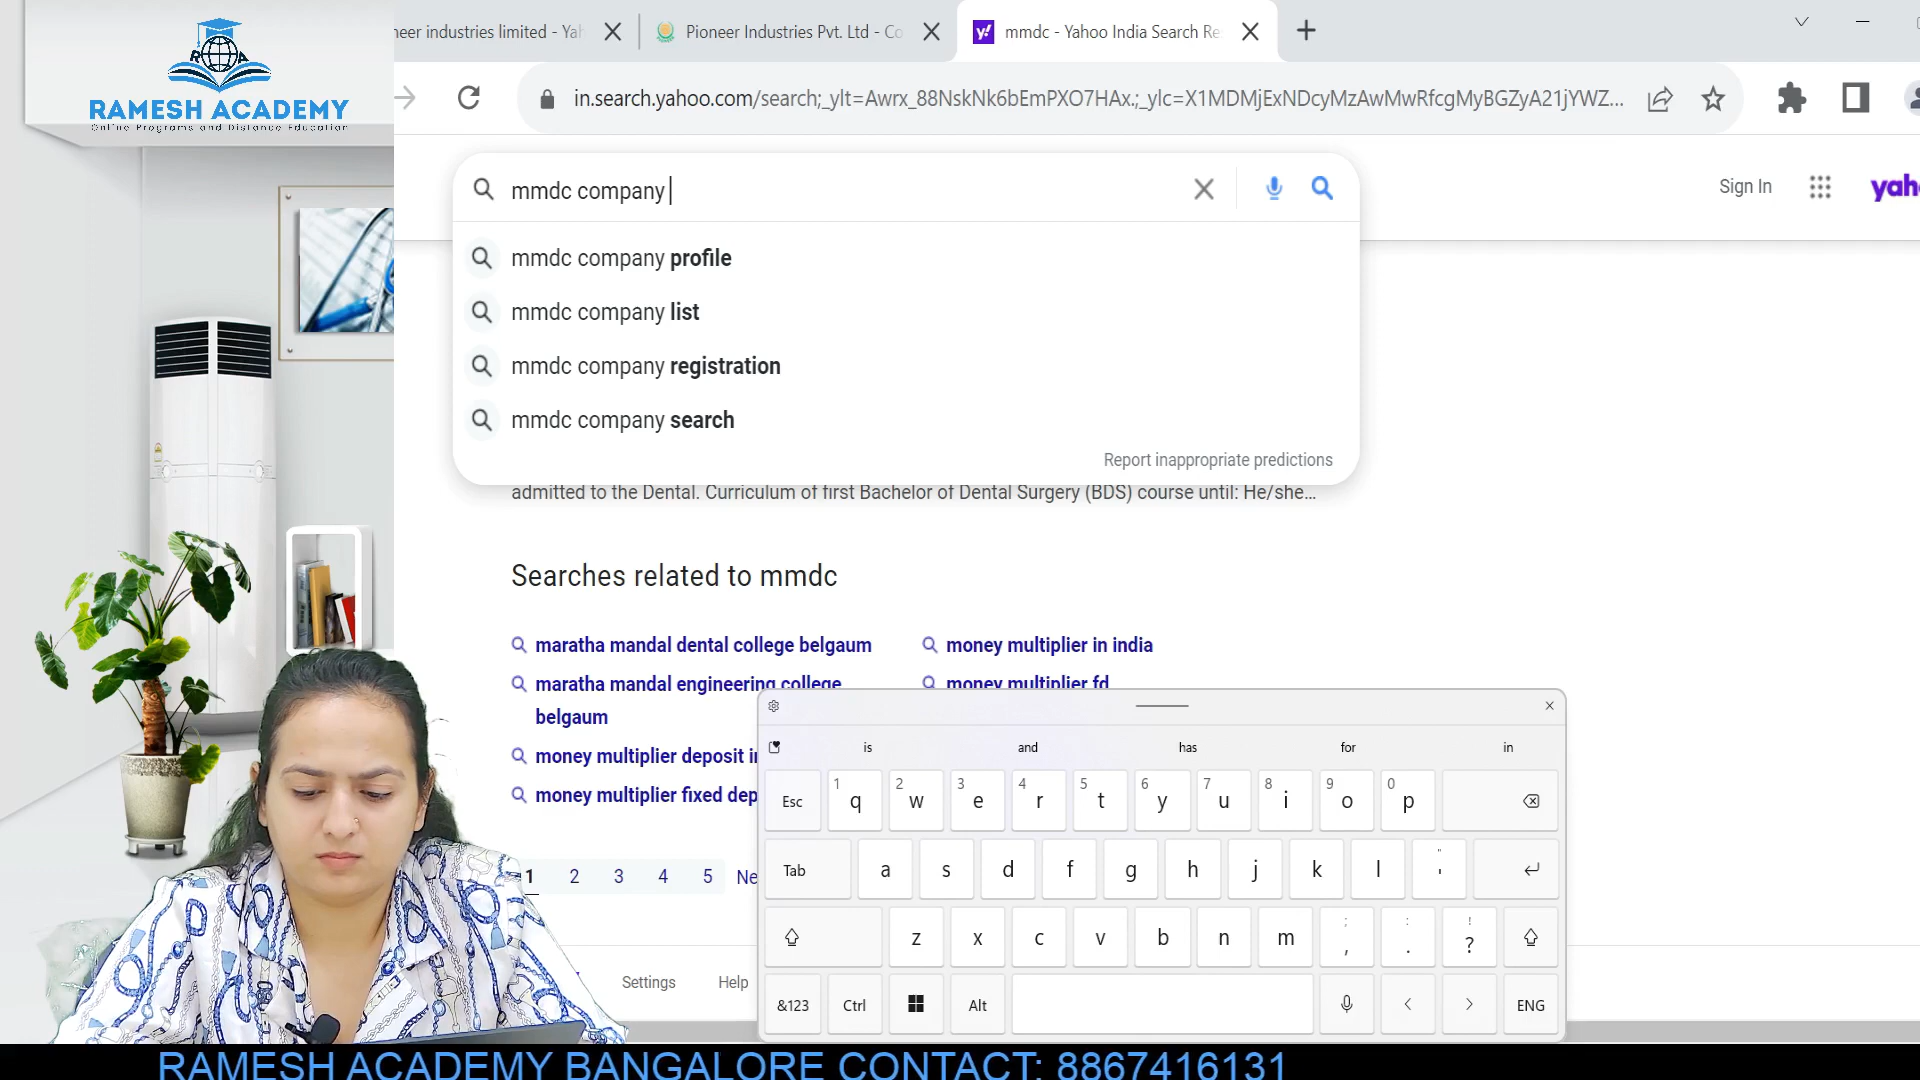 RAMESH ACADEMY
Online Programs and Distance Education
neer industries limited - Yah
Pioneer Industries Pvt. Ltd - Co
mmdc - Yahoo India Search Re
in.search.yahoo.com/search;_ylt=Awrx_88NskNk6bEmPXO7HAx.;_ylc=X1MDMjExNDcyMzAwMwRfcgMyBGZyA21jYWZ...
mmdc company
Sign In
yah
mmdc company profile
mmdc company list
mmdc company registration
mmdc company search
Report inappropriate predictions
admitted to the Dental. Curriculum of first Bachelor of Dental Surgery (BDS) course until: He/she...
Searches related to mmdc
maratha mandal dental college belgaum
money multiplier in india
maratha mandal engineering college
belgaum
money multiplier fd
money multiplier deposit in
money multiplier fixed dep
1 2 3 4 5 Ne
Settings Help
is and has for in
Esc 1 q 2 w 3 e 4 r 5 t 6 y 7 u 8 i 9 o 0 p
Tab a s d f g h j k l " '
z x c v b n m ; , : . ! ?
&123 Ctrl Alt < > ENG
RAMESH ACADEMY BANGALORE CONTACT: 8867416131